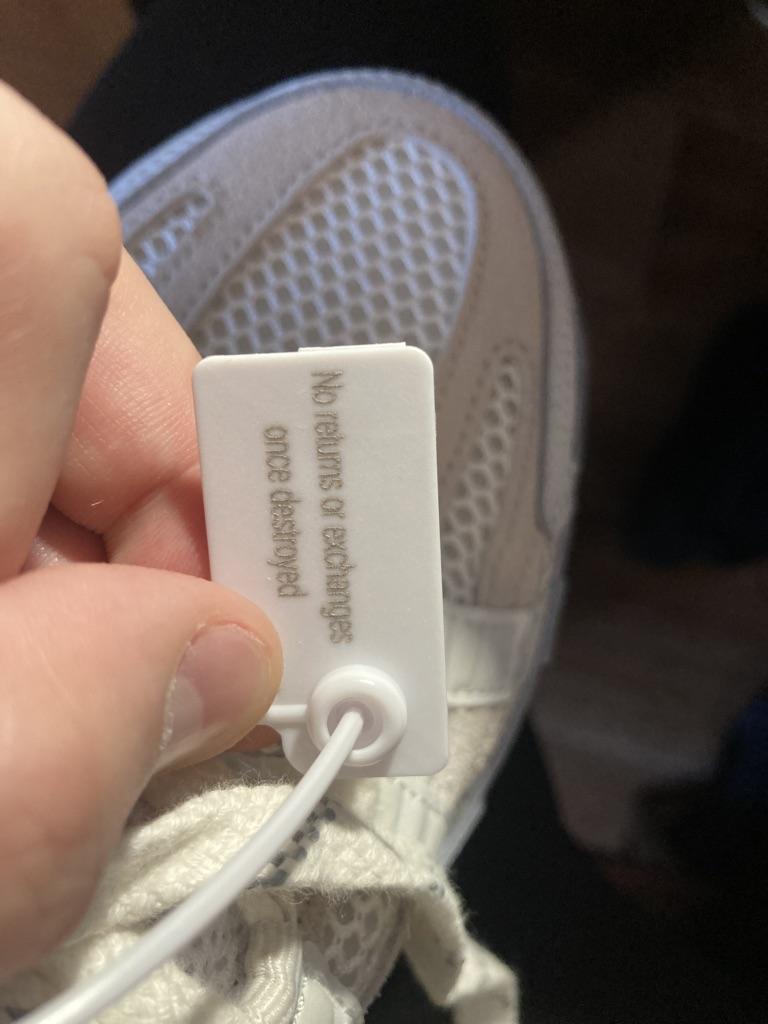 No returns or exchanges
once destroyed